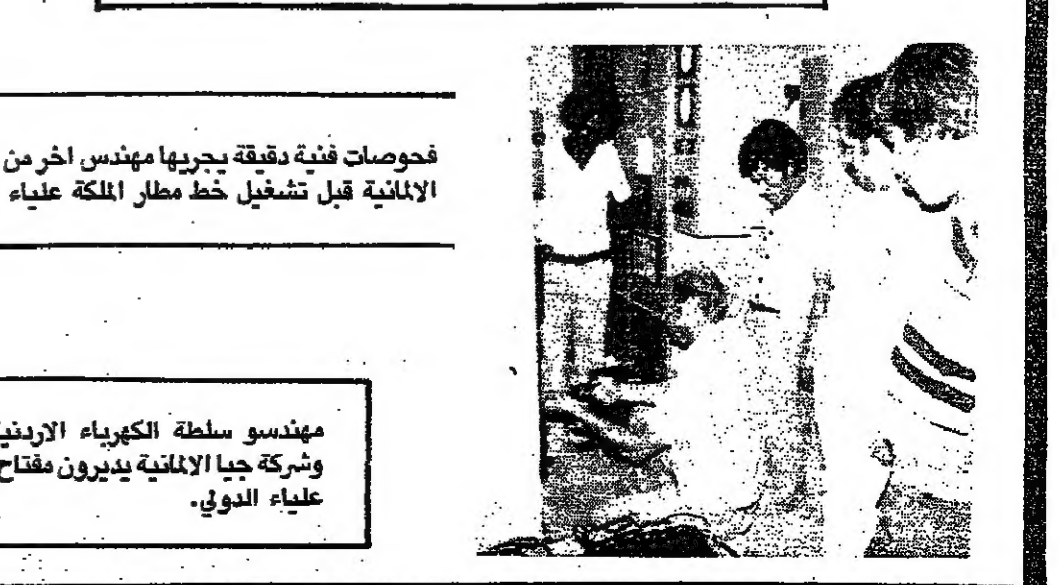 فحوصات فنية دقيقة يجريها مهندس اخر من
الالمانية قبل تشغيل خط مطار الملكة علياء
مهندسو سلطة الكهرباء الاردنية
وشركة جيا الالمانية يديرون مفتاح
علياء الدولي.